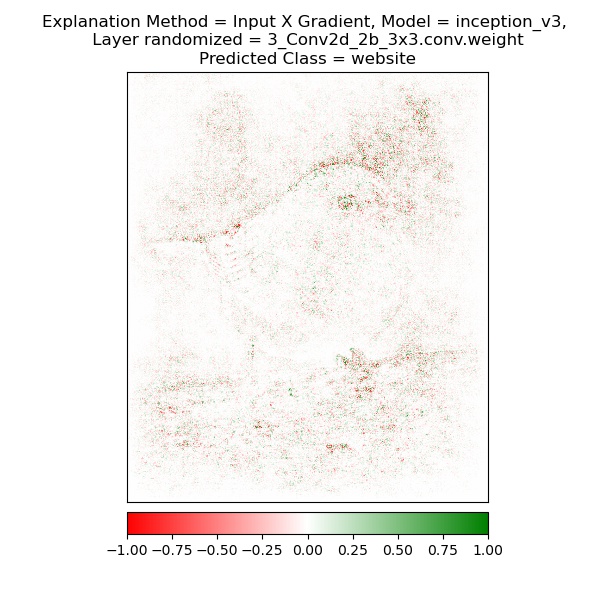 Explanation Method = Input X Gradient, Model = inception_v3,
Layer randomized = 3_Conv2d_2b_3x3.conv.weight
Predicted Class = website
−1.00 −0.75 −0.50 −0.25 0.00 0.25 0.50 0.75 1.00